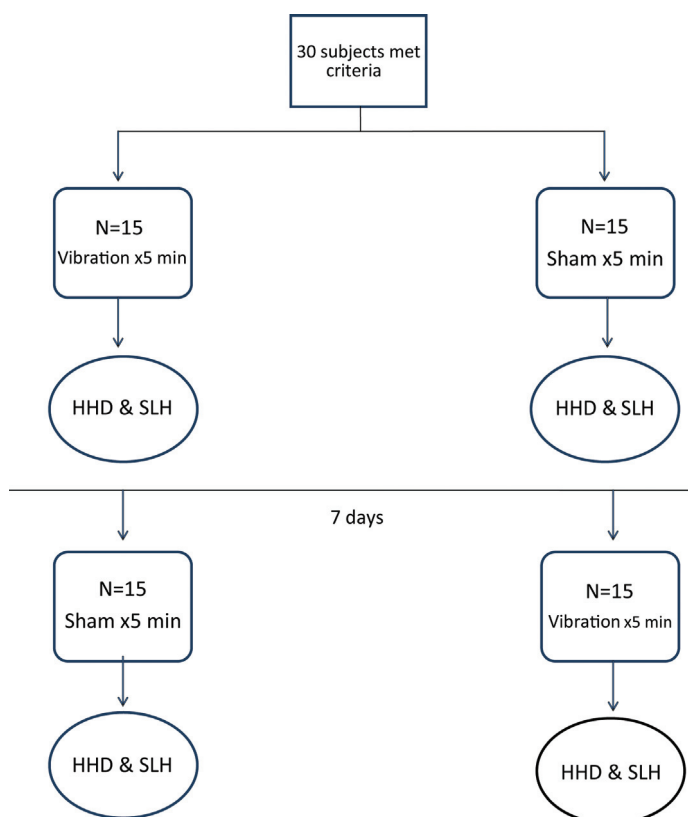 30 subjects met
criteria
N=15
Vibration x5 min
N=15
Sham x5 min
HHD & SLH
HHD & SLH
7 days
N=15
Sham x5 min
N=15
Vibration x5 min
HHD & SLH
HHD & SLH